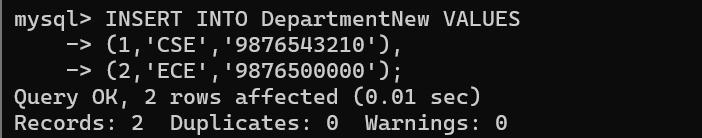 mysql> INSERT INTO DepartmentNew VALUES
    -> (1,'CSE','9876543210'),
    -> (2,'ECE','9876500000');
Query OK, 2 rows affected (0.01 sec)
Records: 2  Duplicates: 0  Warnings: 0